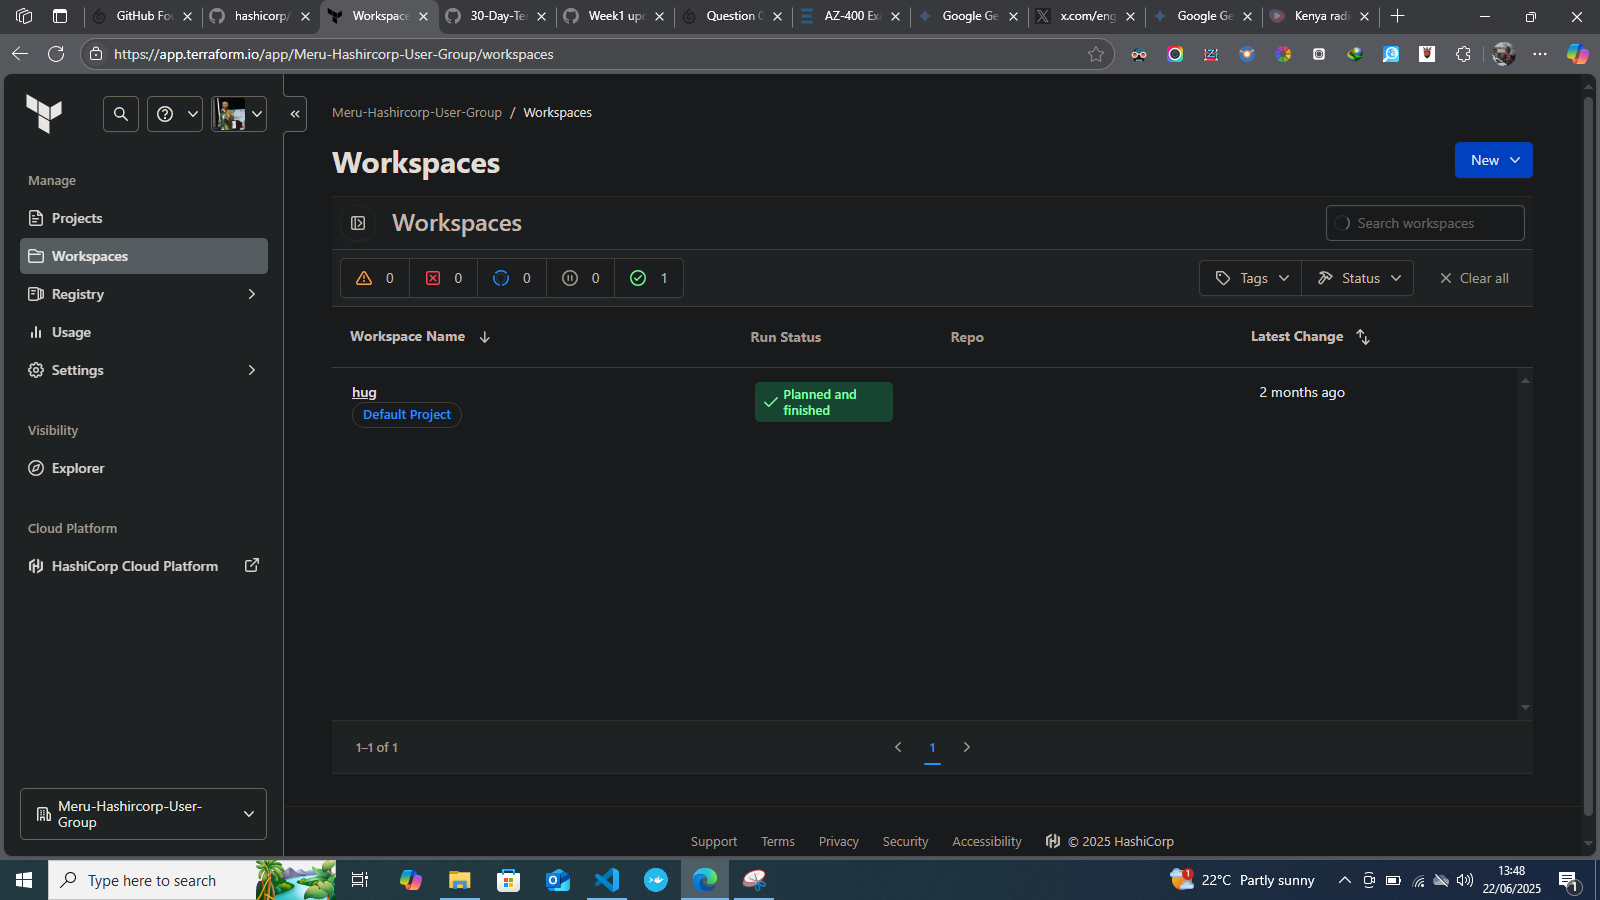 GitHub Fou
hashicorp/
Workspace
30-Day-Te
Week1 upd
Question
AZ-400 Exa
Google Ge
x.com/eng
Google Ge
Kenya radi
https://app.terraform.io/app/Meru-Hashircorp-User-Group/workspaces
Meru-Hashircorp-User-Group / Workspaces
Workspaces
New
Manage
Projects
Workspaces
Registry
Usage
Settings
Visibility
Explorer
Cloud Platform
HashiCorp Cloud Platform
Meru-Hashircorp-User-
Group
Workspaces
Search workspaces
0 0 0 0 1
Tags
Status
Clear all
Workspace Name
Run Status
Repo
Latest Change
hug
Default Project
Planned and
finished
2 months ago
1–1 of 1
1
Support Terms Privacy Security Accessibility © 2025 HashiCorp
Type here to search
1
22°C Partly sunny
13:48
22/06/2025
1